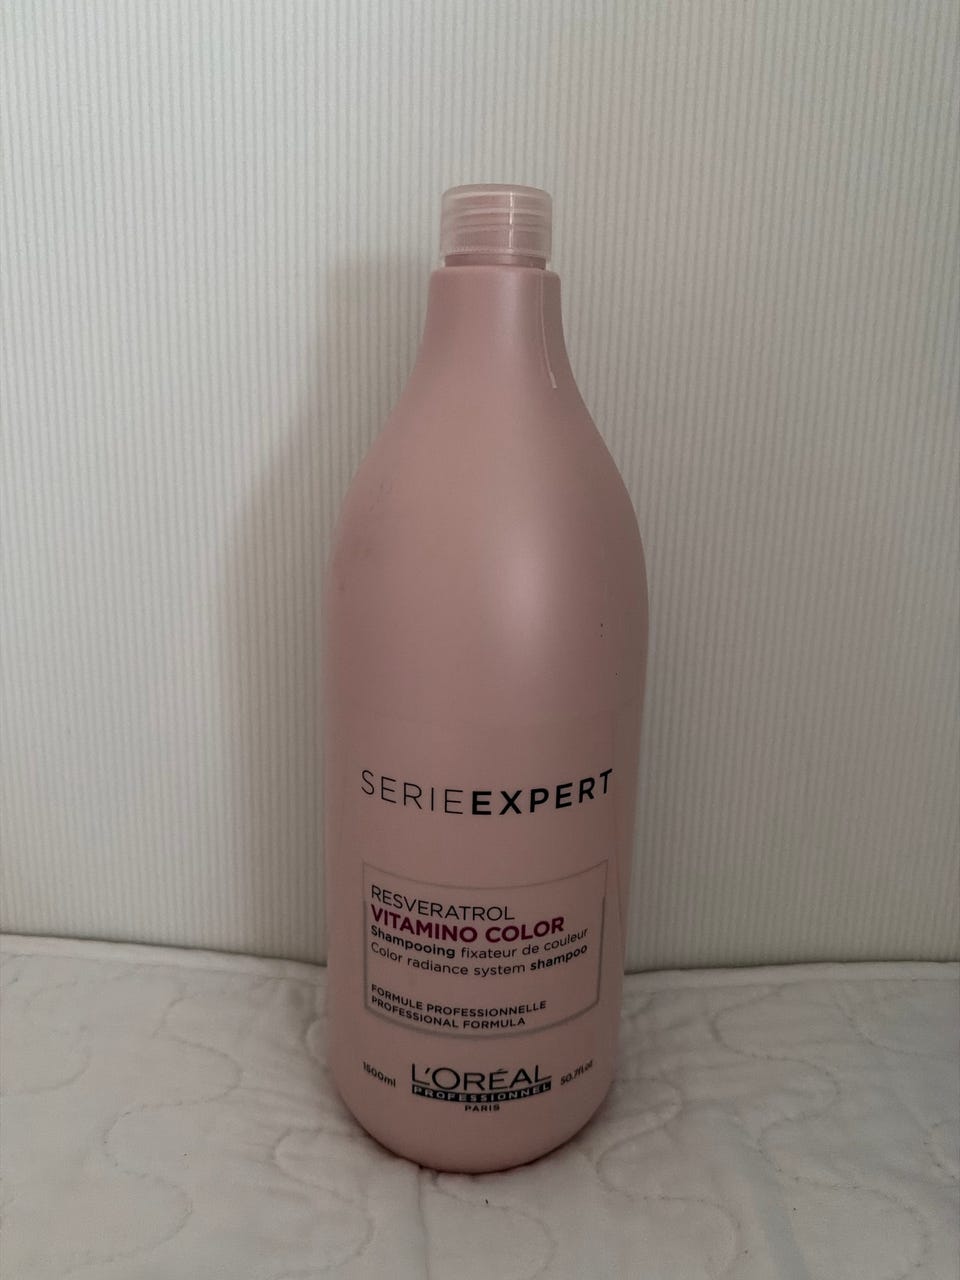 SERIEEXPERT
RESVERATROL
VITAMINO COLOR
Shampooing fixateur de couleur
Color radiance system shampoo
FORMULE PROFESSIONNELLE
PROFESSIONAL FORMULA
1500ml L'ORÉAL 50.7fl.oz
PROFESSIONNEL
PARIS